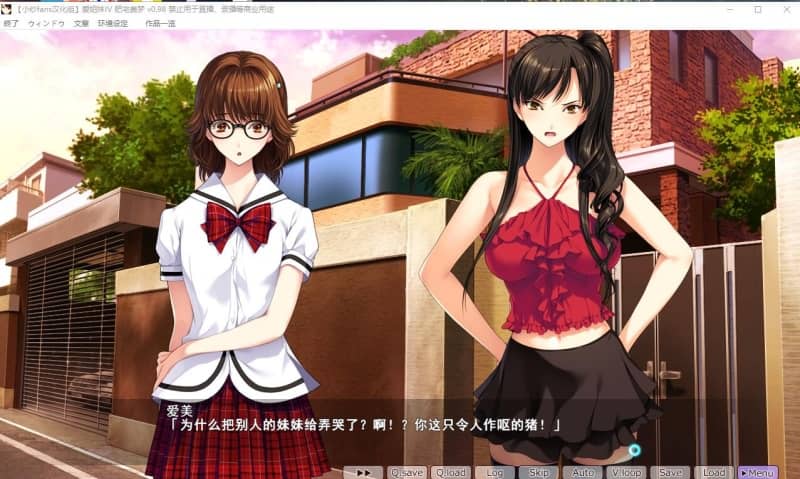 【小杉fans汉化组】爱姐妹IV 肥宅美梦 v0.98 禁止用于直播、录播等商业用途
终了 ウィンドウ 文章 环境设定 作品一览
爱美
「为什么把别人的妹妹给弄哭了？啊！？你这只令人作呕的猪！」
Q.save Q.load Log Skip Auto V.loop Save Load Menu